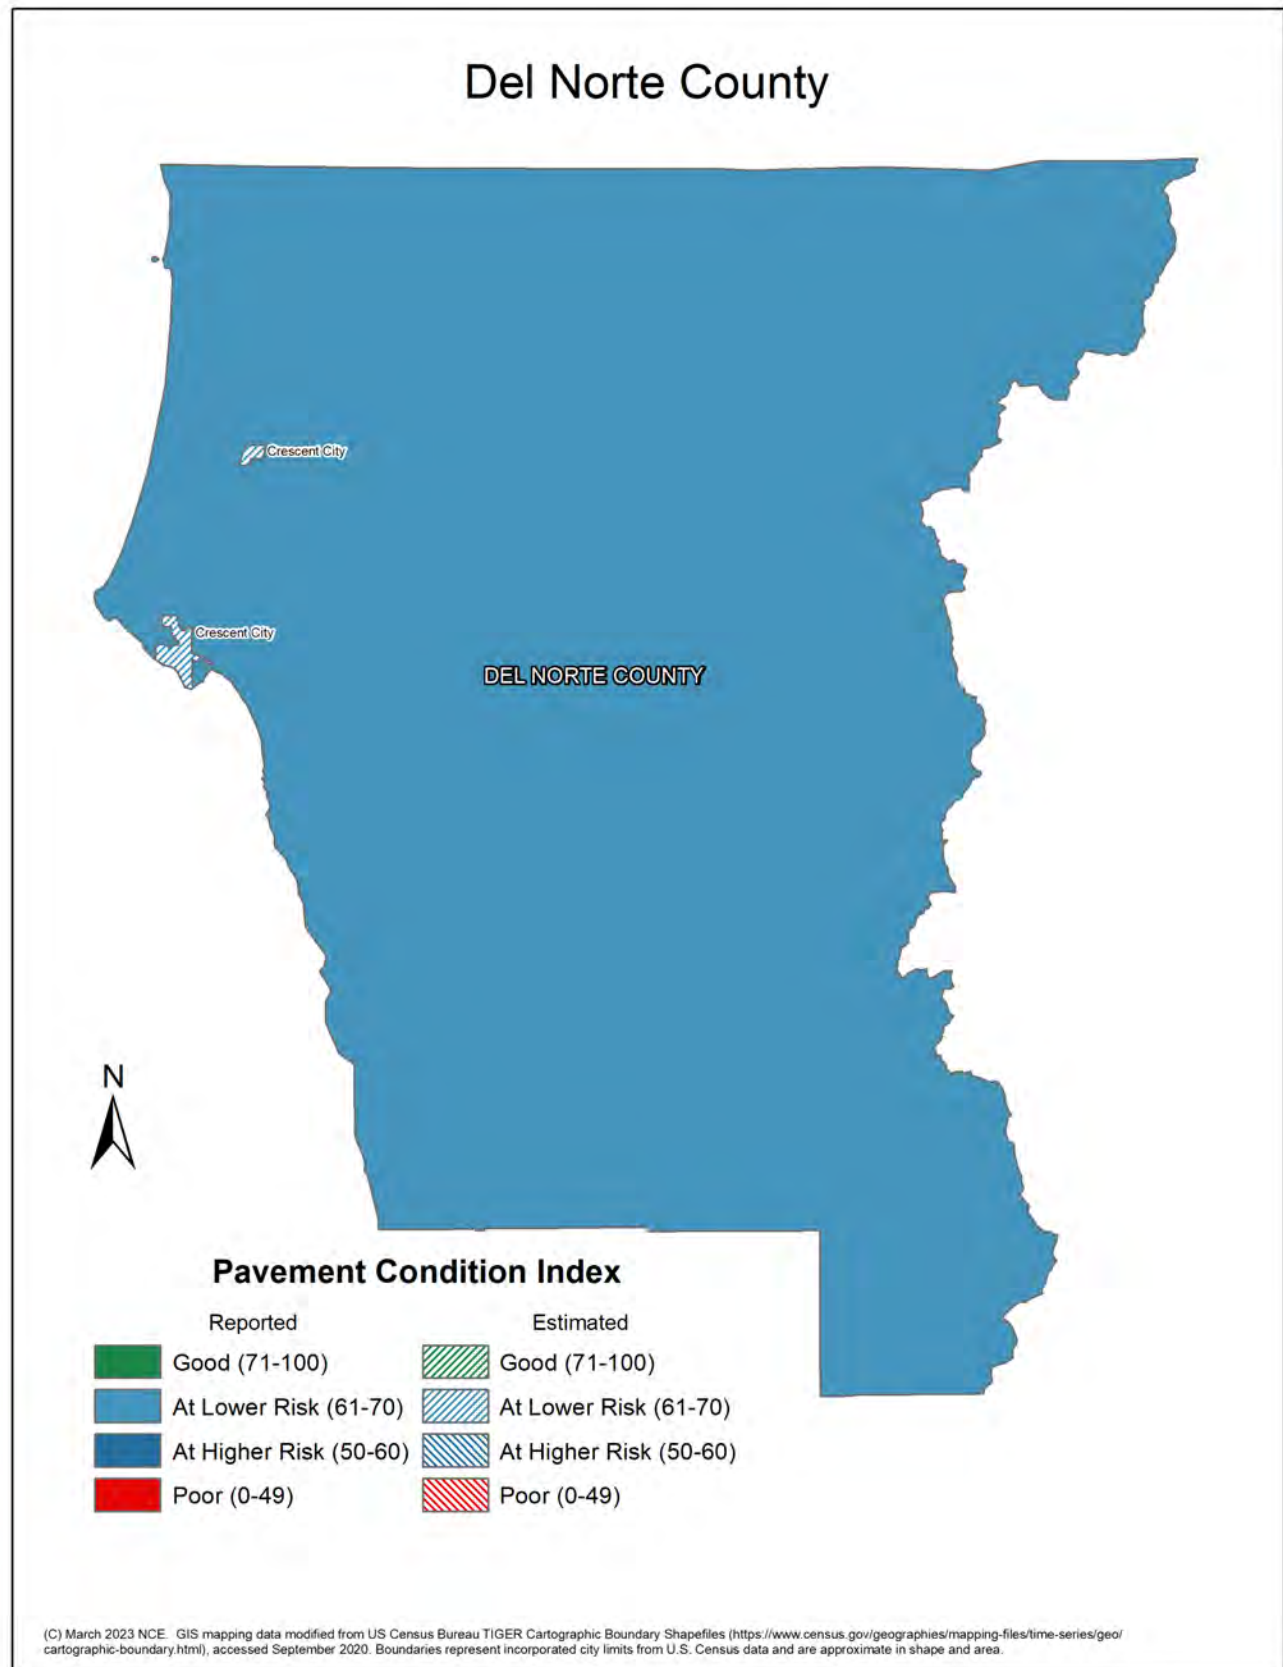 Del Norte County
Crescent City
Crescent City
DEL NORTE COUNTY
N
Pavement Condition Index
Reported
Estimated
Good (71-100)
Good (71-100)
At Lower Risk (61-70)
At Lower Risk (61-70)
At Higher Risk (50-60)
At Higher Risk (50-60)
Poor (0-49)
Poor (0-49)
(C) March 2023 NCE. GIS mapping data modified from US Census Bureau TIGER Cartographic Boundary Shapefiles (https://www.census.gov/geographies/mapping-files/time-series/geo/
cartographic-boundary.html), accessed September 2020. Boundaries represent incorporated city limits from U.S. Census data and are approximate in shape and area.